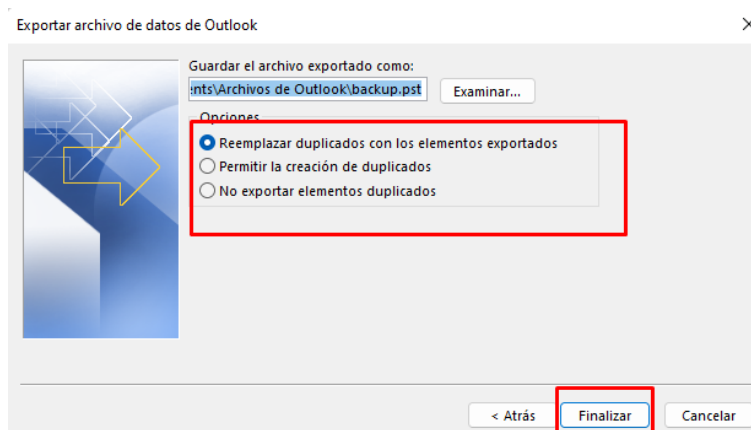 Exportar archivo de datos de Outlook
Guardar el archivo exportado como:
nts\Archivos de Outlook\backup.pst
Examinar...
Opciones
Reemplazar duplicados con los elementos exportados
Permitir la creación de duplicados
No exportar elementos duplicados
< Atrás Finalizar Cancelar